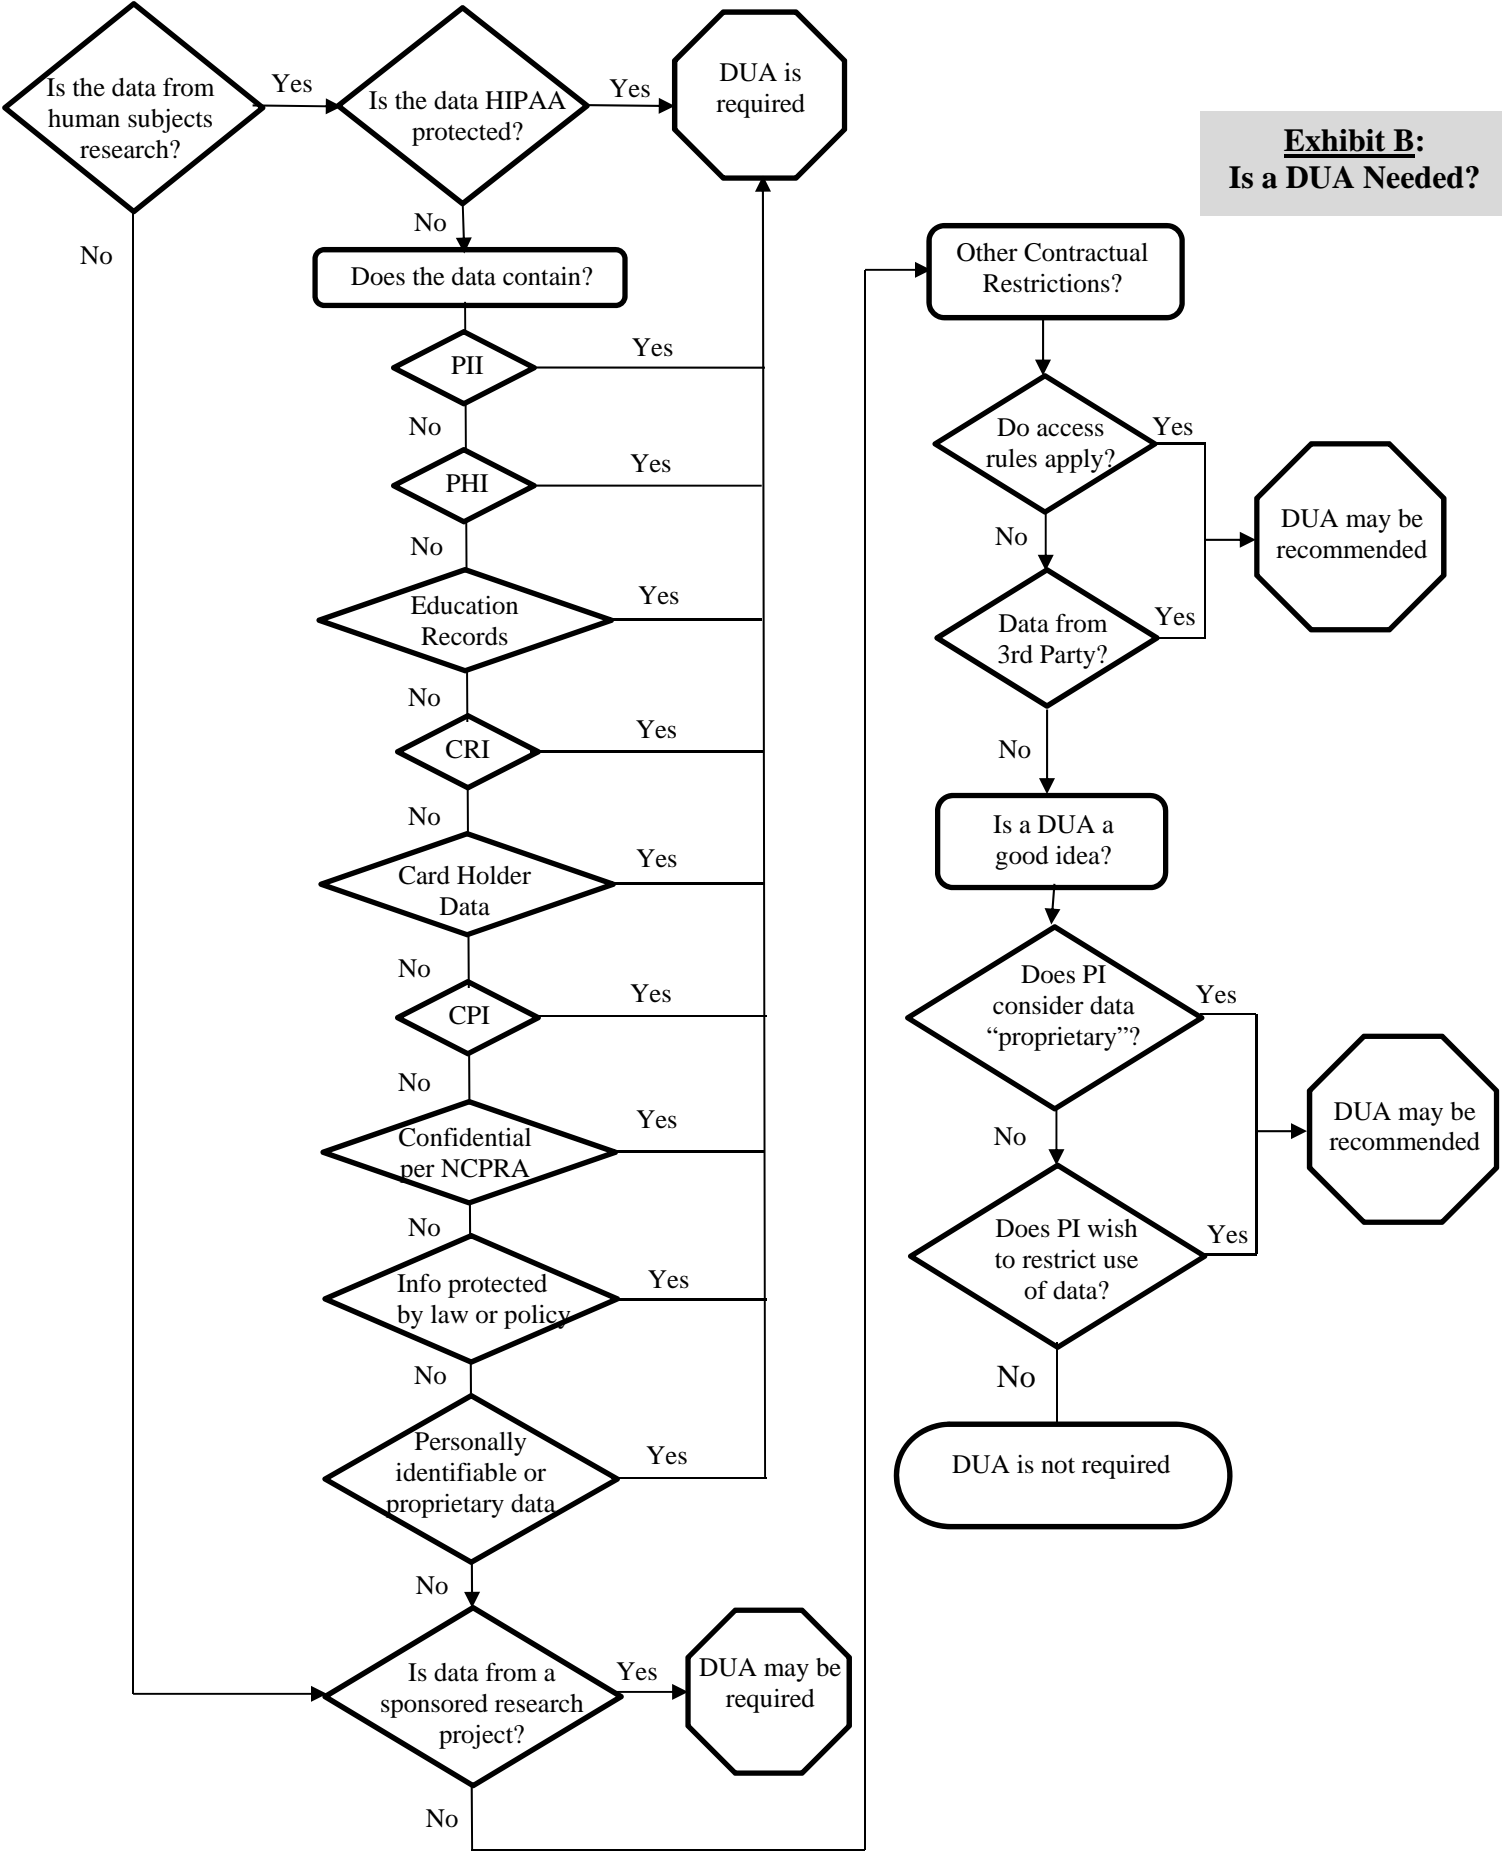 Is the data from
human subjects
research?
Yes
Is the data HIPAA
protected?
Yes
DUA is
required
Exhibit B:
Is a DUA Needed?
No
No
Does the data contain?
PII
Yes
No
PHI
Yes
No
Education
Records
Yes
No
CRI
Yes
No
Card Holder
Data
Yes
No
CPI
Yes
No
Confidential
per NCPRA
Yes
No
Info protected
by law or policy
Yes
No
Personally
identifiable or
proprietary data
Yes
No
Is data from a
sponsored research
project?
Yes
DUA may be
required
No
Other Contractual
Restrictions?
Do access
rules apply?
Yes
No
DUA may be
recommended
Data from
3rd Party?
Yes
No
Is a DUA a
good idea?
Does PI
consider data
“proprietary”?
Yes
No
DUA may be
recommended
Does PI wish
to restrict use
of data?
Yes
No
DUA is not required